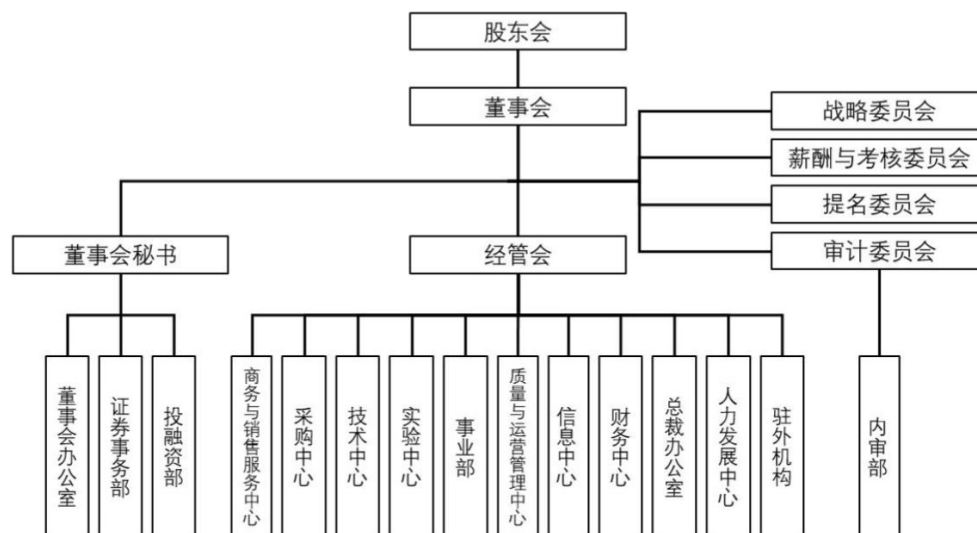 股东会
董事会
战略委员会
薪酬与考核委员会
提名委员会
审计委员会
董事会秘书
经管会
董事会办公室
证券事务部
投融资部
商务与销售服务中心
采购中心
技术中心
实验中心
事业部
质量与运营管理中心
信息中心
财务中心
总裁办公室
人力发展中心
驻外机构
内审部